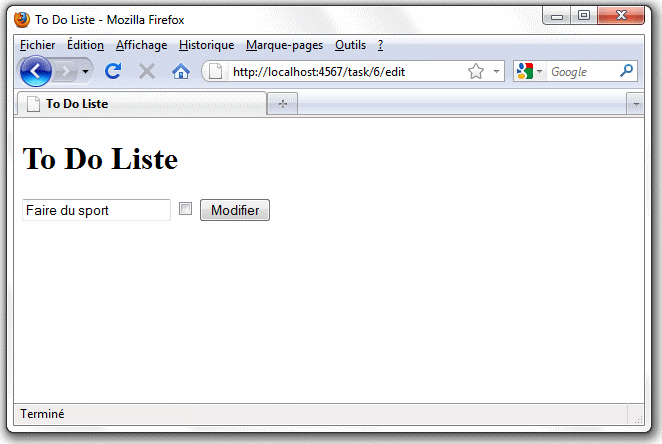 To Do Liste - Mozilla Firefox
Fichier Édition Affichage Historique Marque-pages Outils ?
http://localhost:4567/task/6/edit Google
To Do Liste
To Do Liste
Faire du sport Modifier
Terminé